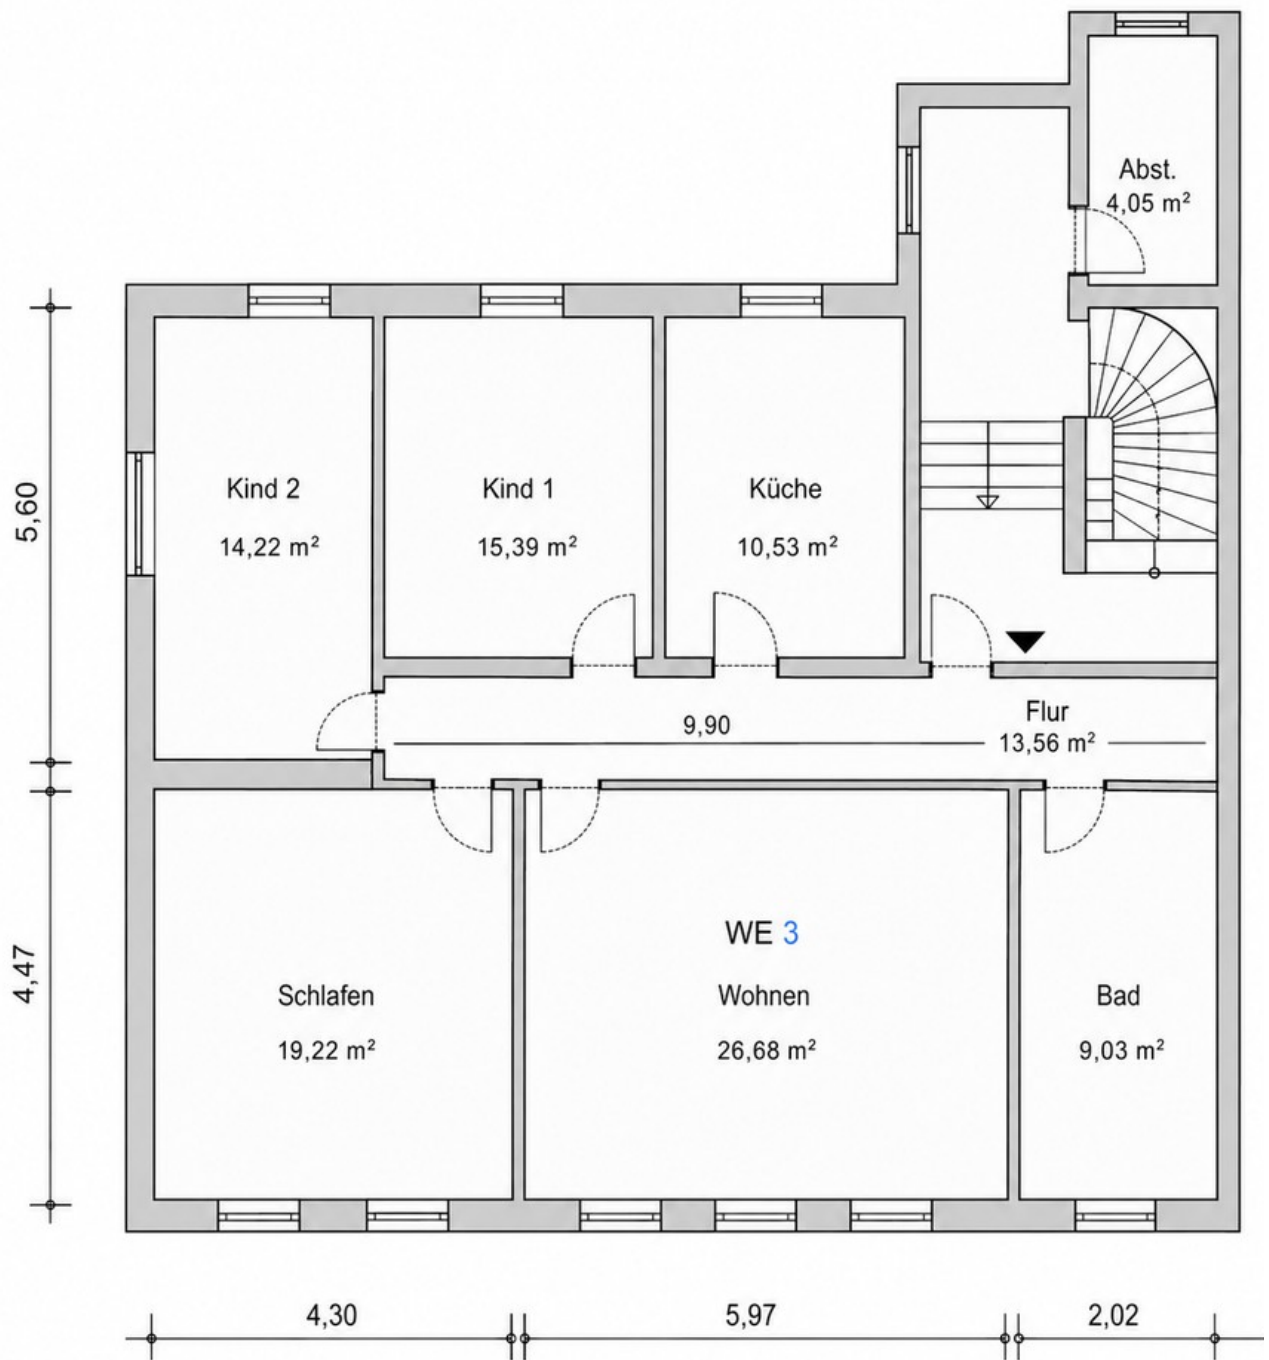 Abst.
4,05 m²
Kind 2
14,22 m²
Kind 1
15,39 m²
Küche
10,53 m²
5,60
9,90
Flur
13,56 m²
4,47
WE 3
Schlafen
19,22 m²
Wohnen
26,68 m²
Bad
9,03 m²
4,30
5,97
2,02